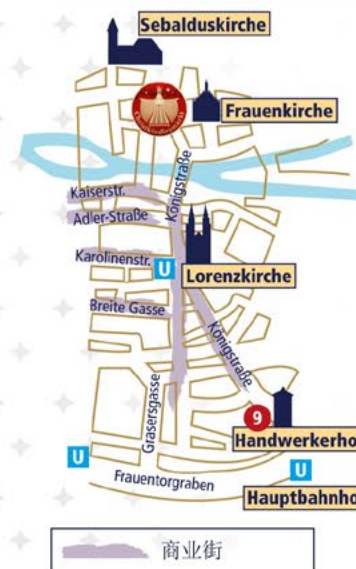 Sebalduskirche
Christkindlesmarkt
Frauenkirche
Kaiserstr.
Königstraße
Adler-Straße
Karolinenstr.
U
Lorenzkirche
Breite Gasse
Königstraße
Grasersgasse
9
Handwerkerho
U
U
Frauentorgraben
Hauptbahnho
商业街